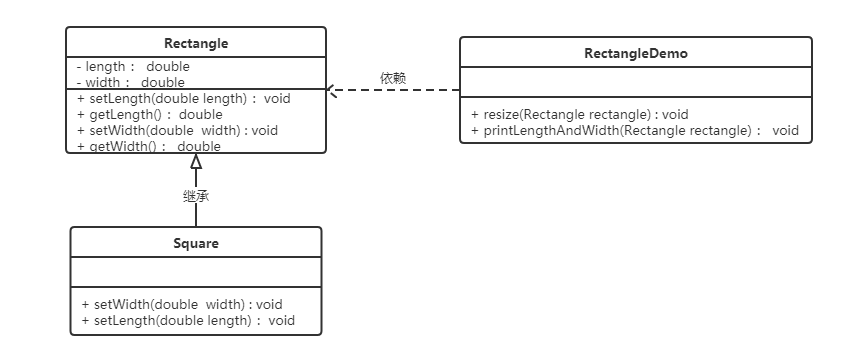 Rectangle
- length： double
- width： double
+ setLength(double length)： void
+ getLength()： double
+ setWidth(double  width) : void
+ getWidth()： double
依赖
RectangleDemo
+ resize(Rectangle rectangle) : void
+ printLengthAndWidth(Rectangle rectangle)： void
继承
Square
+ setWidth(double  width) : void
+ setLength(double length)： void